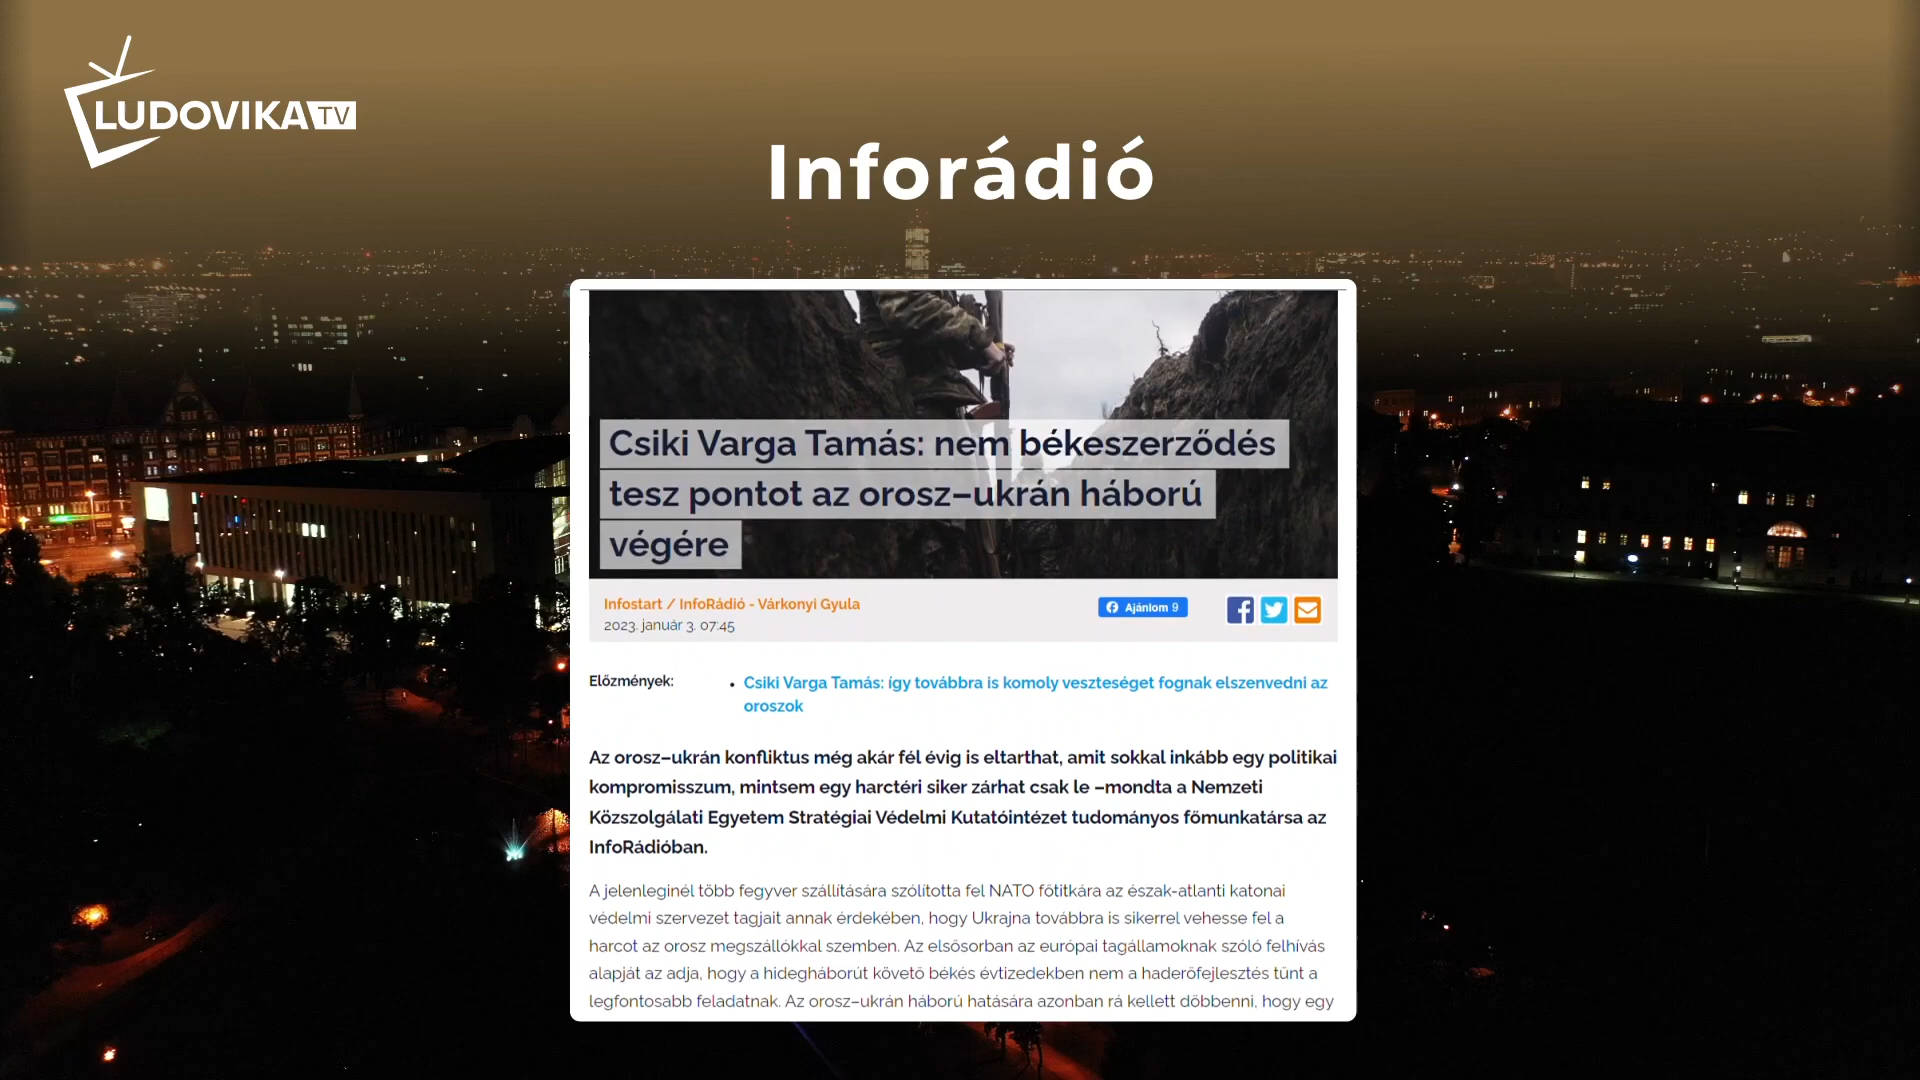 LUDOVIKA TV
Inforádió
Csiki Varga Tamás: nem békeszerződés
tesz pontot az orosz–ukrán háború
végére
Infostart / InfoRádió - Várkonyi Gyula
2023. január 3. 07:45
Ajánlom 9
Előzmények:
• Csiki Varga Tamás: így továbbra is komoly veszteséget fognak elszenvedni az
oroszok
Az orosz–ukrán konfliktus még akár fél évig is eltarthat, amit sokkal inkább egy politikai
kompromisszum, mintsem egy harctéri siker zárhat csak le –mondta a Nemzeti
Közszolgálati Egyetem Stratégiai Védelmi Kutatóintézet tudományos főmunkatársa az
InfoRádióban.
A jelenleginél több fegyver szállítására szólította fel NATO főtitkára az észak-atlanti katonai
védelmi szervezet tagjait annak érdekében, hogy Ukrajna továbbra is sikerrel vehesse fel a
harcot az orosz megszállókkal szemben. Az elsősorban az európai tagállamoknak szóló felhívás
alapját az adja, hogy a hidegháborút követő békés évtizedekben nem a haderőfejlesztés tűnt a
legfontosabb feladatnak. Az orosz–ukrán háború hatására azonban rá kellett döbbenni, hogy egy